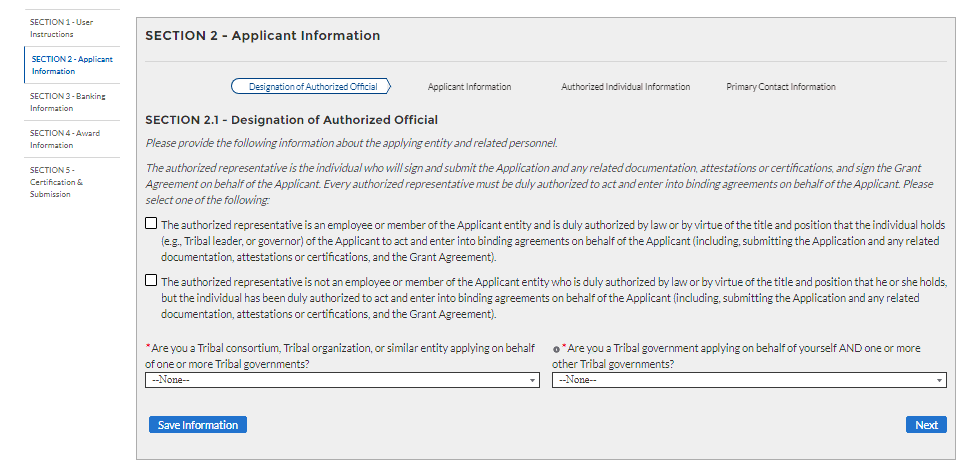 SECTION 1 - User
Instructions
SECTION 2 - Applicant
Information
SECTION 3 - Banking
Information
SECTION 4 - Award
Information
SECTION 5 -
Certification &
Submission
SECTION 2 - Applicant Information
Designation of Authorized Official
Applicant Information
Authorized Individual Information
Primary Contact Information
SECTION 2.1 - Designation of Authorized Official
Please provide the following information about the applying entity and related personnel.
The authorized representative is the individual who will sign and submit the Application and any related documentation, attestations or certifications, and sign the Grant
Agreement on behalf of the Applicant. Every authorized representative must be duly authorized to act and enter into binding agreements on behalf of the Applicant. Please
select one of the following:
The authorized representative is an employee or member of the Applicant entity and is duly authorized by law or by virtue of the title and position that the individual holds
(e.g., Tribal leader, or governor) of the Applicant to act and enter into binding agreements on behalf of the Applicant (including, submitting the Application and any related
documentation, attestations or certifications, and the Grant Agreement).
The authorized representative is not an employee or member of the Applicant entity who is duly authorized by law or by virtue of the title and position that he or she holds,
but the individual has been duly authorized to act and enter into binding agreements on behalf of the Applicant (including, submitting the Application and any related
documentation, attestations or certifications, and the Grant Agreement).
*Are you a Tribal consortium, Tribal organization, or similar entity applying on behalf
of one or more Tribal governments?
--None--
*Are you a Tribal government applying on behalf of yourself AND one or more
other Tribal governments?
--None--
Save Information
Next